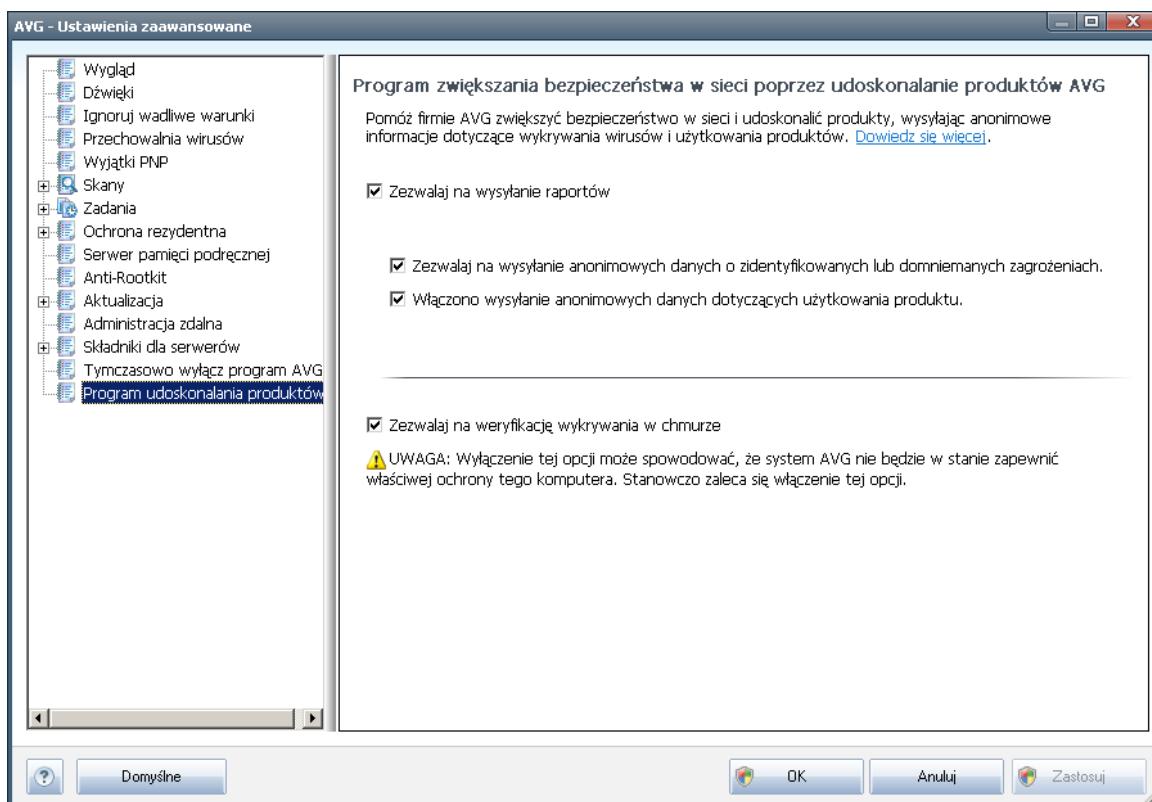 AVG - Ustawienia zaawansowane
Wygląd
Dźwięki
Ignoruj wadliwe warunki
Przechowalnia wirusów
Wyjątki PNP
Skany
Zadania
Ochrona rezydentna
Serwer pamięci podręcznej
Anti-Rootkit
Aktualizacja
Administracja zdalna
Składniki dla serwerów
Tymczasowo wyłącz program AVG
Program udoskonalania produktów
Program zwiększania bezpieczeństwa w sieci poprzez udoskonalanie produktów AVG
Pomóż firmie AVG zwiększyć bezpieczeństwo w sieci i udoskonalić produkty, wysyłając anonimowe
informacje dotyczące wykrywania wirusów i użytkowania produktów. Dowiedz się więcej.
Zezwalaj na wysyłanie raportów
Zezwalaj na wysyłanie anonimowych danych o zidentyfikowanych lub domniemanych zagrożeniach.
Włączono wysyłanie anonimowych danych dotyczących użytkowania produktu.
Zezwalaj na weryfikację wykrywania w chmurze
UWAGA: Wyłączenie tej opcji może spowodować, że system AVG nie będzie w stanie zapewnić
właściwej ochrony tego komputera. Stanowczo zaleca się włączenie tej opcji.
? Domyślne OK Anuluj Zastosuj